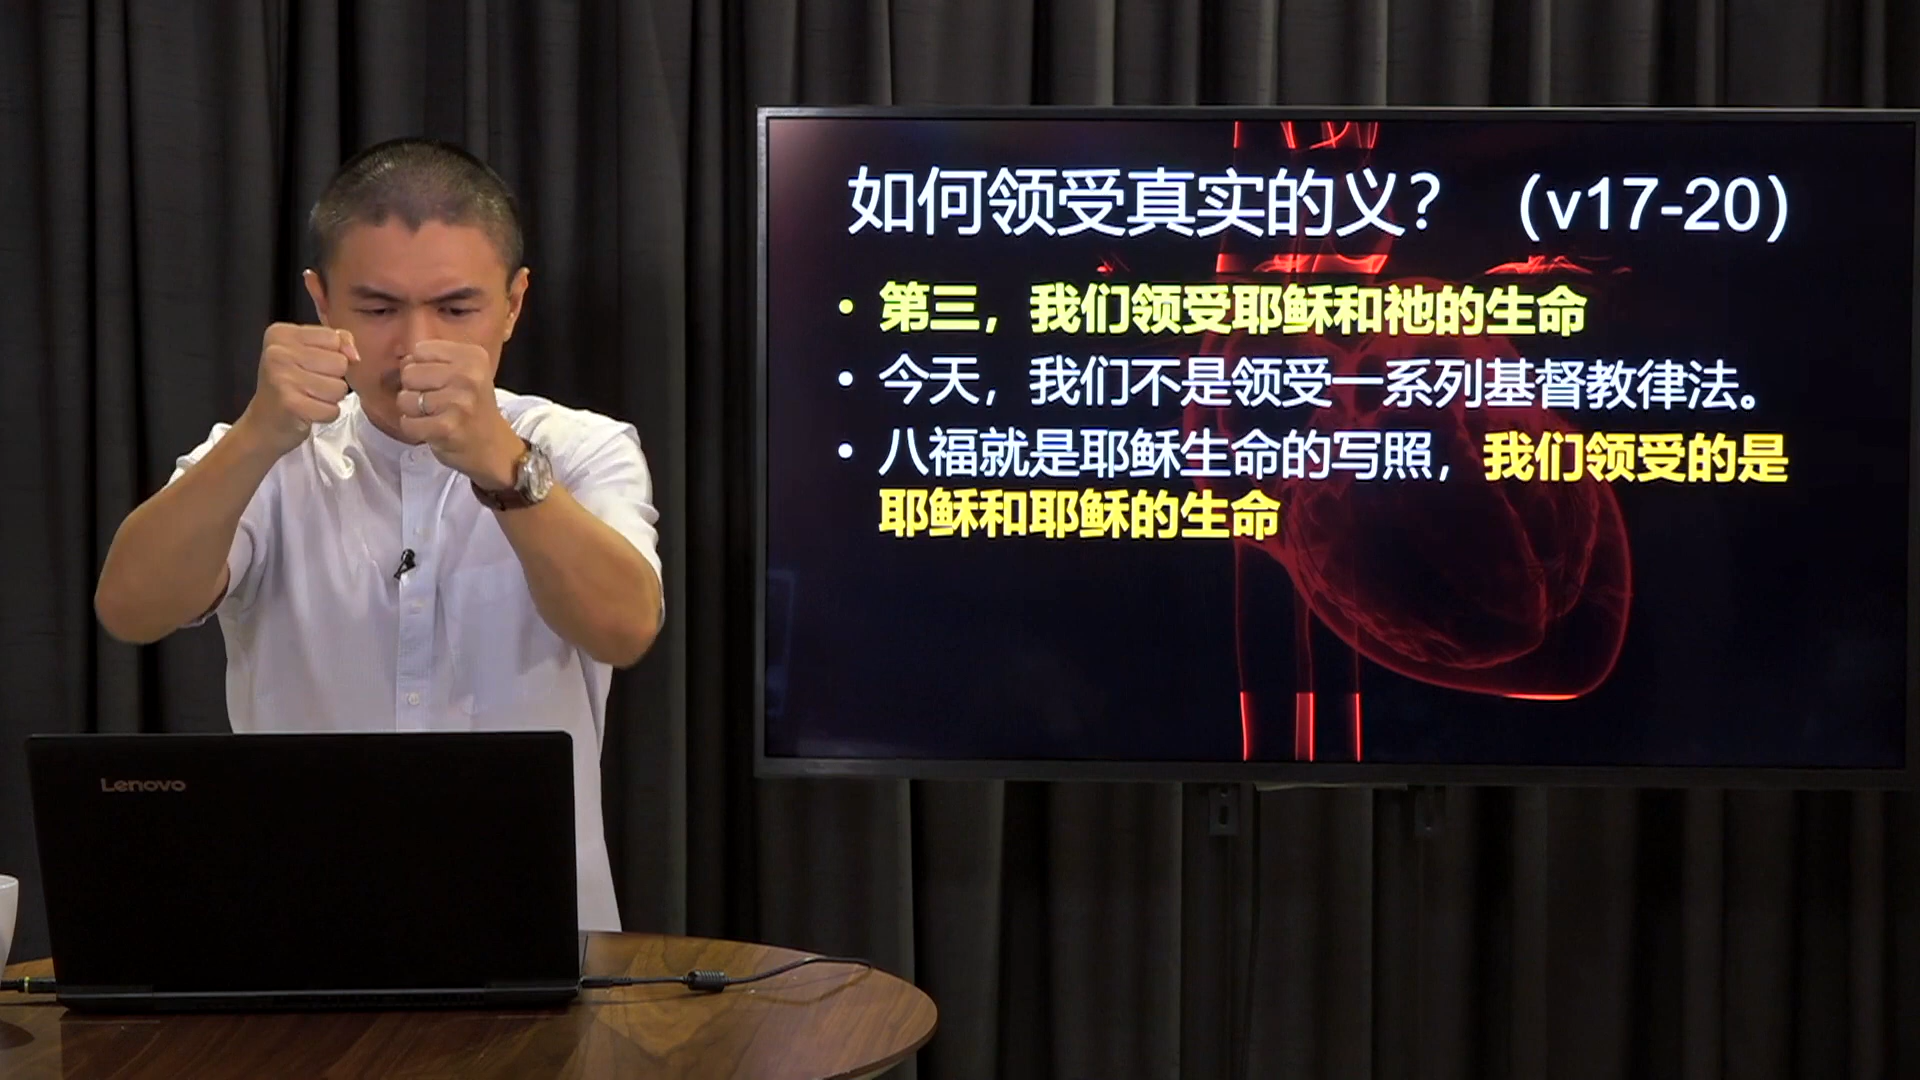 如何领受真实的义？（v17-20）
• 第三，我们领受耶稣和祂的生命
• 今天，我们不是领受一系列基督教律法。
• 八福就是耶稣生命的写照，我们领受的是
耶稣和耶稣的生命
Lenovo